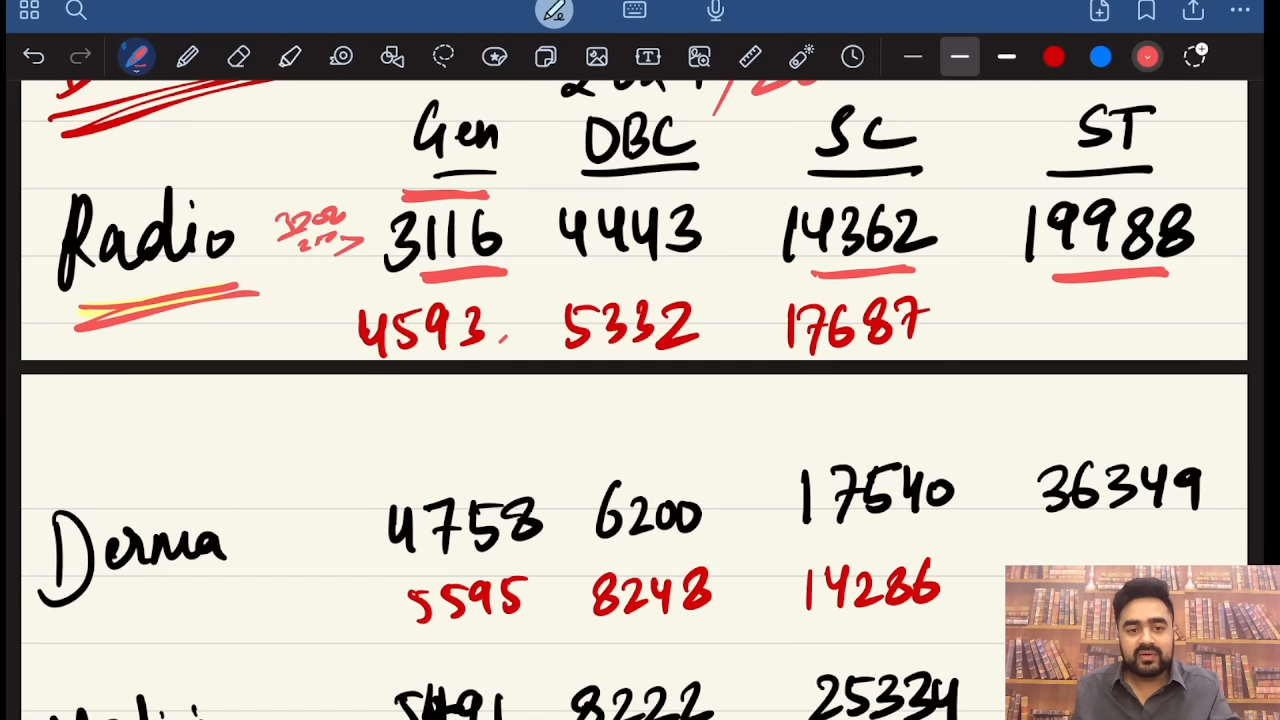 Gen OBC SC ST
Radio 3116 4443 14362 19988
4593 5332 17687
Derma 4758 6200 17540 36349
5595 8248 14286
8222 25334